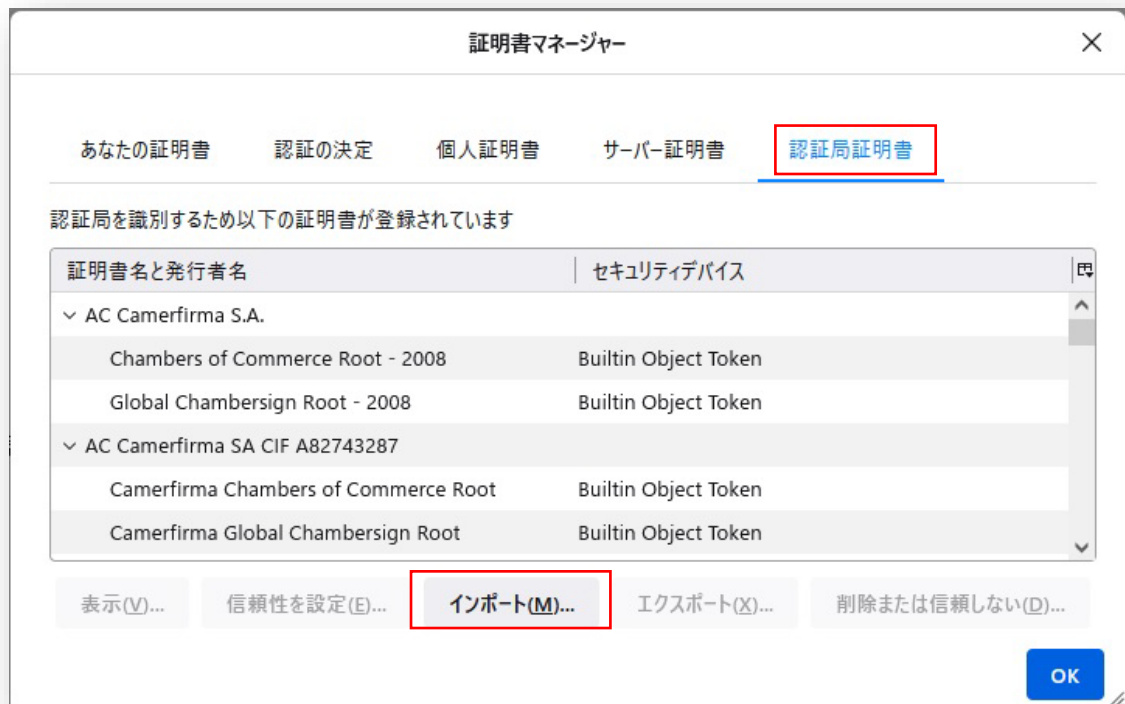 証明書マネージャー
あなたの証明書 認証の決定 個人証明書 サーバー証明書 認証局証明書
認証局を識別するため以下の証明書が登録されています
証明書名と発行者名 セキュリティデバイス
AC Camerfirma S.A.
Chambers of Commerce Root - 2008 Builtin Object Token
Global Chambersign Root - 2008 Builtin Object Token
AC Camerfirma SA CIF A82743287
Camerfirma Chambers of Commerce Root Builtin Object Token
Camerfirma Global Chambersign Root Builtin Object Token
表示(V)... 信頼性を設定(E)... インポート(M)... エクスポート(X)... 削除または信頼しない(D)...
OK